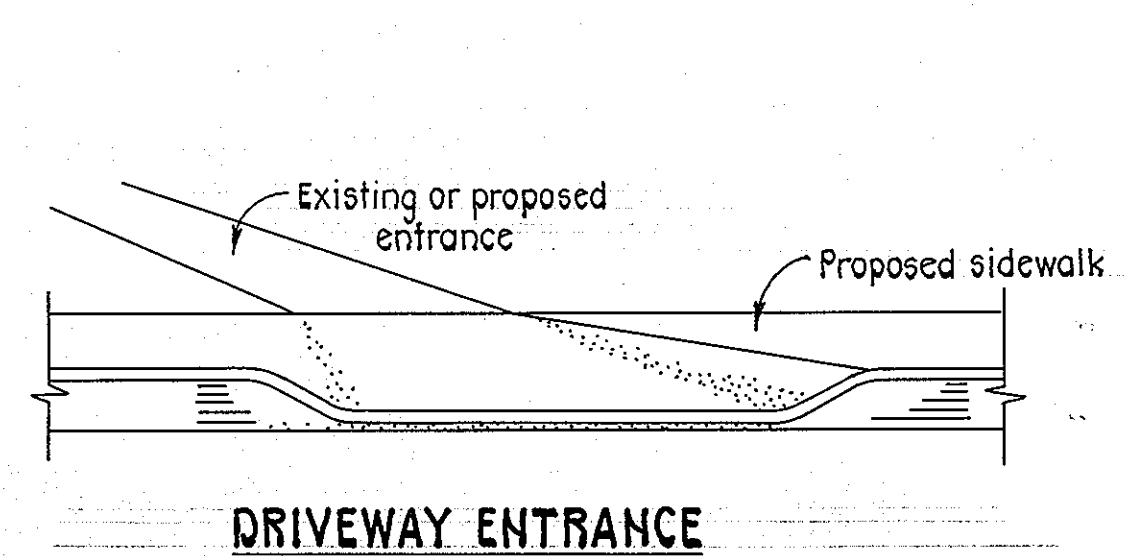 Existing or proposed
entrance
Proposed sidewalk
DRIVEWAY ENTRANCE